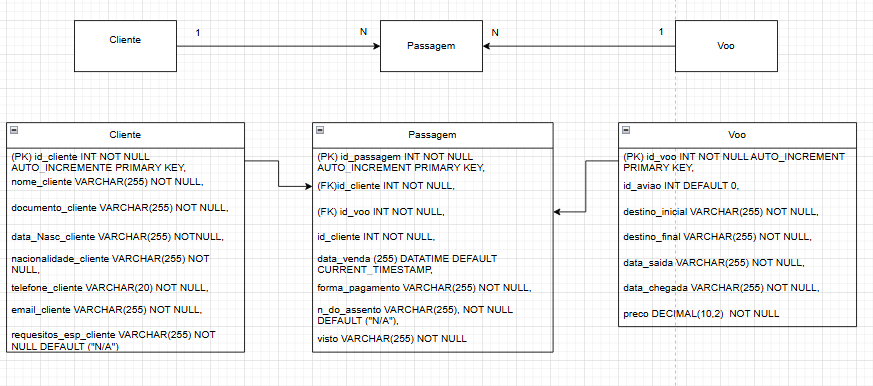 Cliente
1
N
Passagem
N
1
Voo
Cliente
(PK) id_cliente INT NOT NULL
AUTO_INCREMENTE PRIMARY KEY,
nome_cliente VARCHAR(255) NOT NULL,
documento_cliente VARCHAR(255) NOT NULL,
data_Nasc_cliente VARCHAR(255) NOTNULL,
nacionalidade_cliente VARCHAR(255) NOT
NULL,
telefone_cliente VARCHAR(20) NOT NULL,
email_cliente VARCHAR(255) NOT NULL,
requesitos_esp_cliente VARCHAR(255) NOT
NULL DEFAULT ("N/A")
Passagem
(PK) id_passagem INT NOT NULL
AUTO_INCREMENT PRIMARY KEY,
(FK)id_cliente INT NOT NULL,
(FK) id_voo INT NOT NULL,
id_cliente INT NOT NULL,
data_venda (255) DATATIME DEFAULT
CURRENT_TIMESTAMP,
forma_pagamento VARCHAR(255) NOT NULL,
n_do_assento VARCHAR(255), NOT NULL
DEFAULT ("N/A"),
visto VARCHAR(255) NOT NULL
Voo
(PK) id_voo INT NOT NULL AUTO_INCREMENT
PRIMARY KEY,
id_aviao INT DEFAULT 0,
destino_inicial VARCHAR(255) NOT NULL,
destino_final VARCHAR(255) NOT NULL,
data_saida VARCHAR(255) NOT NULL,
data_chegada VARCHAR(255) NOT NULL,
preco DECIMAL(10,2) NOT NULL